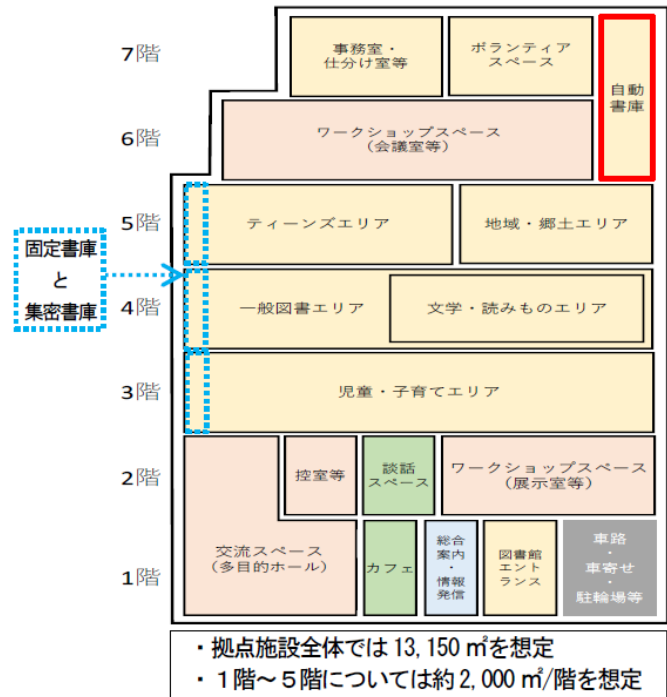 7階
事務室・
仕分け室等
ボランティア
スペース
自動
書庫
6階
ワークショップスペース
(会議室等)
5階
ティーンズエリア
地域・郷土エリア
固定書庫
と
集密書庫
4階
一般図書エリア
文学・読みものエリア
3階
児童・子育てエリア
2階
控室等
談話
スペース
ワークショップスペース
(展示室等)
1階
交流スペース
(多目的ホール)
カフェ
総合
案内
・
情報
発信
図書館
エント
ランス
車路
・
車寄せ
・
駐輪場等
・拠点施設全体では 13,150 ㎡を想定
・１階～５階については約 2,000 ㎡/階を想定